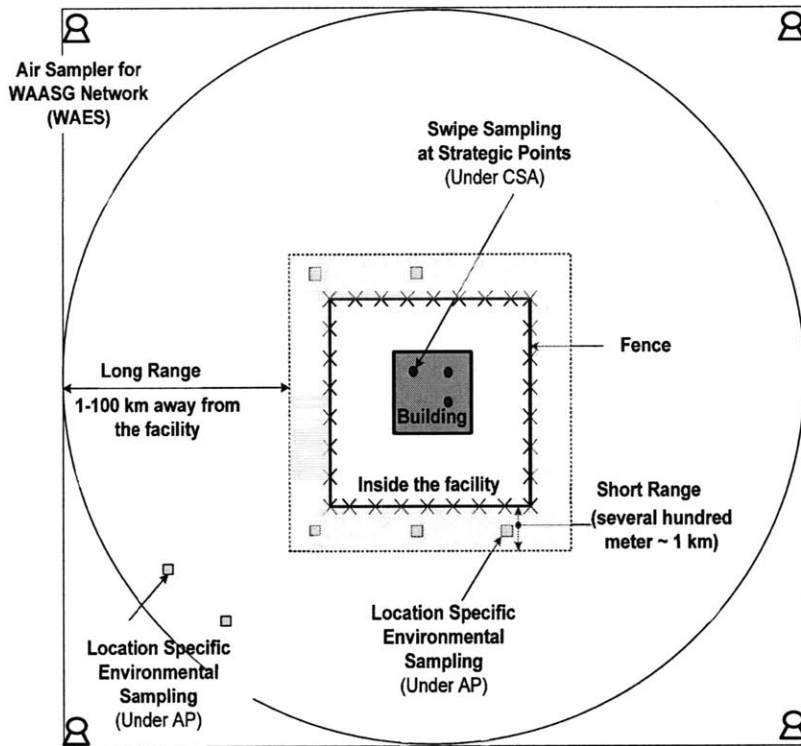 Air Sampler for
WAASG Network
(WAES)
Swipe Sampling
at Strategic Points
(Under CSA)
Fence
Long Range
1-100 km away from
the facility
Building
Inside the facility
Short Range
(several hundred
meter ~ 1 km)
Location Specific
Environmental
Sampling
(Under AP)
Location Specific
Environmental
Sampling
(Under AP)